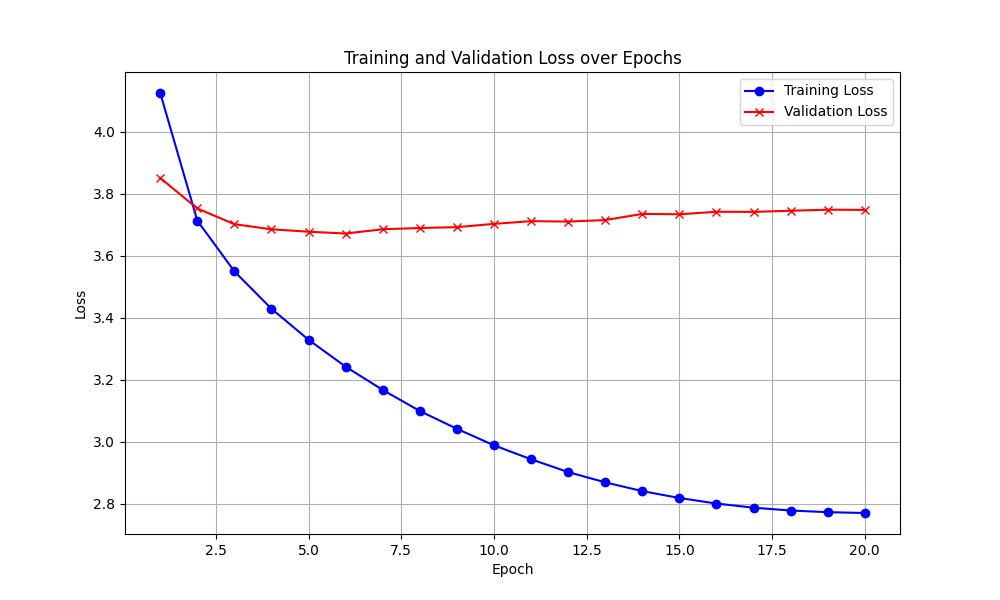 Training and Validation Loss over Epochs
Training Loss
Validation Loss
Loss
4.0
3.8
3.6
3.4
3.2
3.0
2.8
2.5 5.0 7.5 10.0 12.5 15.0 17.5 20.0
Epoch